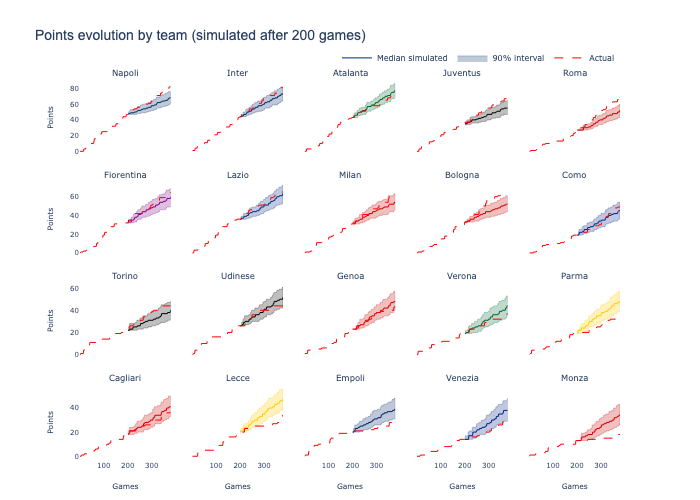 Points evolution by team (simulated after 200 games)
Median simulated 90% interval Actual
Napoli Inter Atalanta Juventus Roma
80
60
40
20
0
Points
Fiorentina Lazio Milan Bologna Como
60
40
20
0
Points
Torino Udinese Genoa Verona Parma
60
40
20
0
Points
Cagliari Lecce Empoli Venezia Monza
40
20
0
Points
100 200 300 100 200 300 100 200 300 100 200 300 100 200 300
Games Games Games Games Games